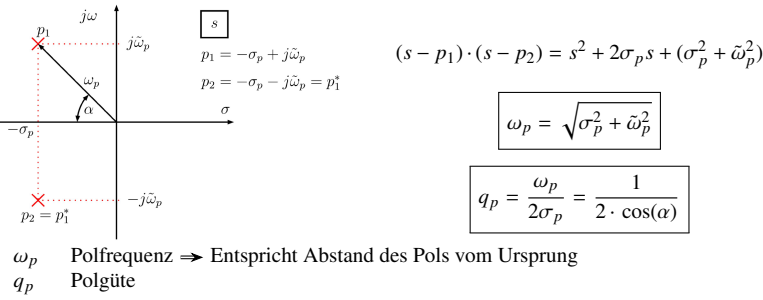 jω
s
p₁
jω̃ₚ
p₁ = −σₚ + jω̃ₚ
p₂ = −σₚ − jω̃ₚ = p₁*
ωₚ
α
σ
−σₚ
−jω̃ₚ
p₂ = p₁*
(s − p₁)·(s − p₂) = s² + 2σₚs + (σₚ² + ω̃ₚ²)
ωₚ = √(σₚ² + ω̃ₚ²)
qₚ = ωₚ / 2σₚ = 1 / 2 · cos(α)
ωₚ Polfrequenz ⇒ Entspricht Abstand des Pols vom Ursprung
qₚ Polgüte